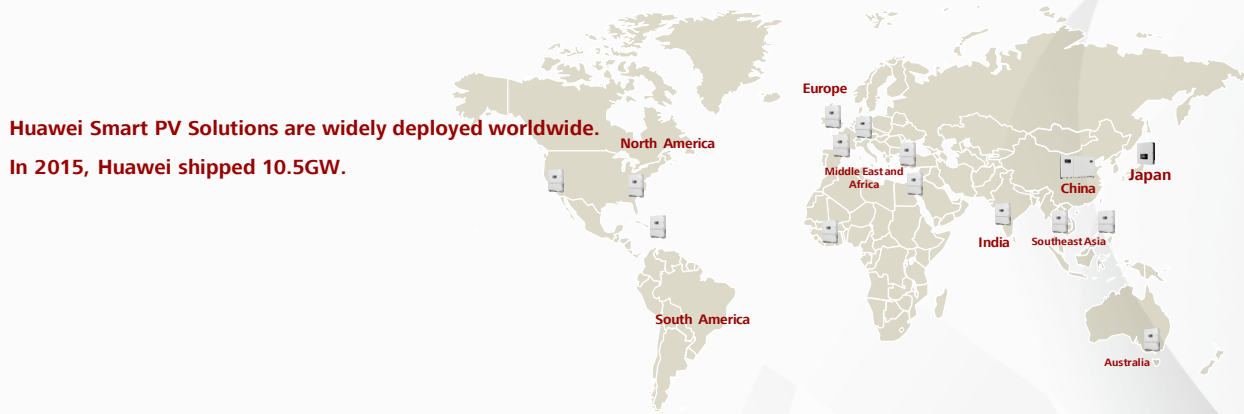 Huawei Smart PV Solutions are widely deployed worldwide.
In 2015, Huawei shipped 10.5GW.
Europe
North America
Middle East and
Africa
China
Japan
India
Southeast Asia
South America
Australia